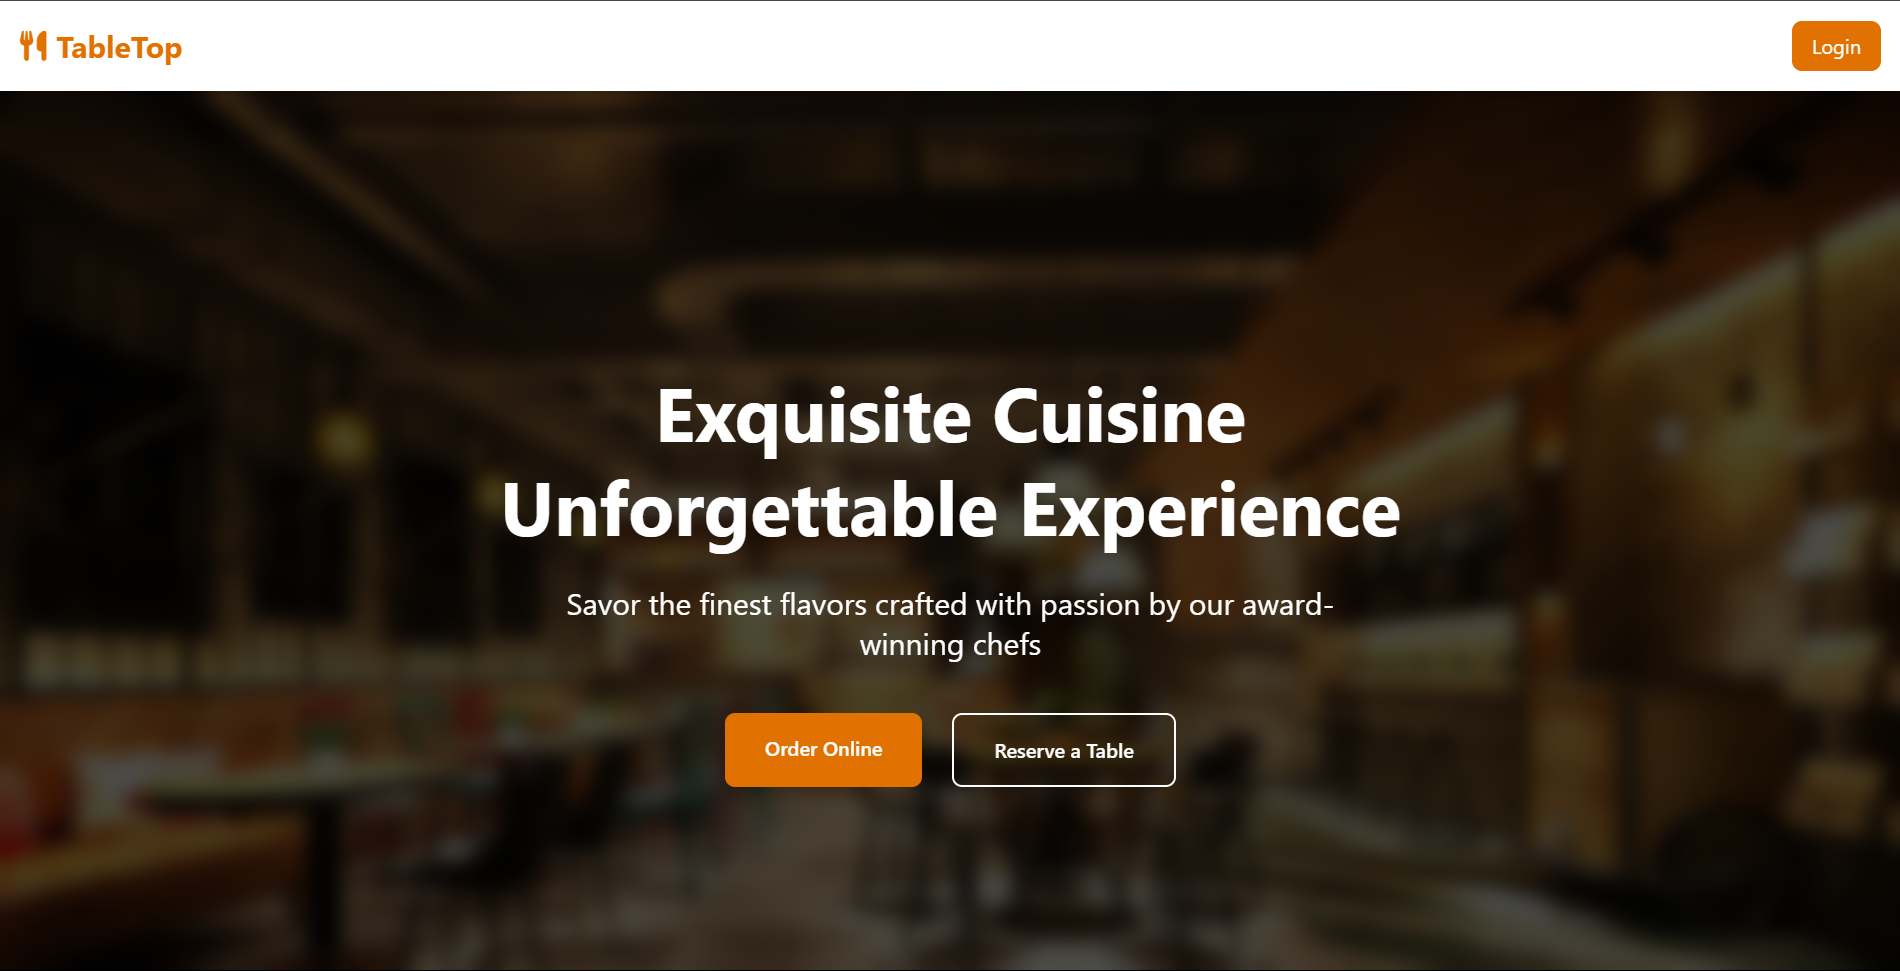 TableTop
Login
Exquisite Cuisine
Unforgettable Experience
Savor the finest flavors crafted with passion by our award-
winning chefs
Order Online
Reserve a Table